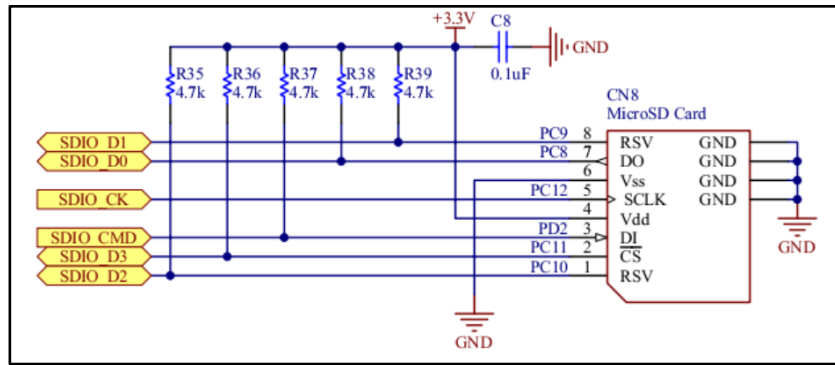 +3.3V
C8
GND
0.1uF
R35
4.7k
R36
4.7k
R37
4.7k
R38
4.7k
R39
4.7k
CN8
MicroSD Card
SDIO_D1
PC9
8
RSV
GND
SDIO_D0
PC8
7
DO
GND
6
Vss
GND
SDIO_CK
PC12
5
SCLK
GND
4
Vdd
SDIO_CMD
PD2
3
DI
SDIO_D3
PC11
2
CS
SDIO_D2
PC10
1
RSV
GND
GND